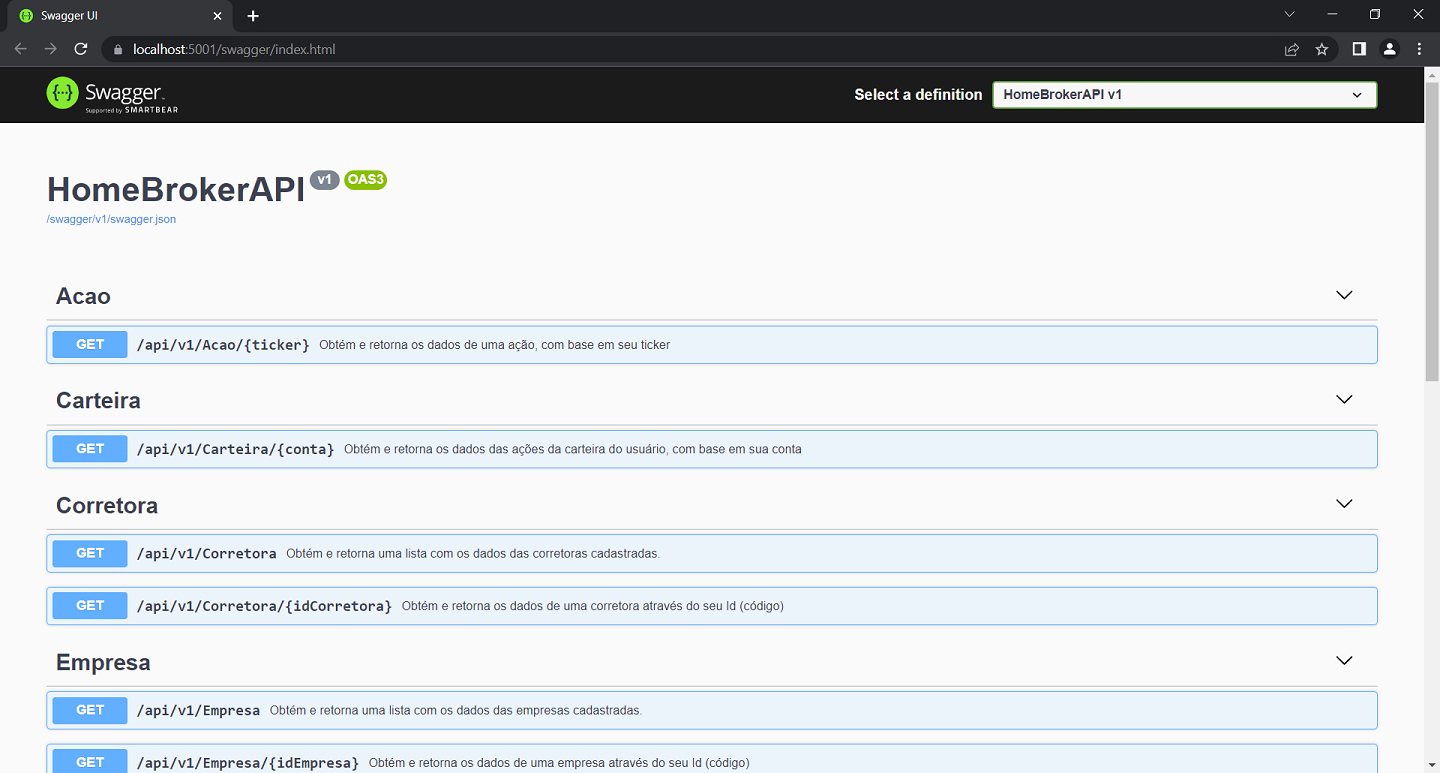 Swagger UI
localhost:5001/swagger/index.html
Swagger
Supported by SMARTBEAR
Select a definition
HomeBrokerAPI v1
HomeBrokerAPI v1 OAS3
/swagger/v1/swagger.json
Acao
GET /api/v1/Acao/{ticker} Obtém e retorna os dados de uma ação, com base em seu ticker
Carteira
GET /api/v1/Carteira/{conta} Obtém e retorna os dados das ações da carteira do usuário, com base em sua conta
Corretora
GET /api/v1/Corretora Obtém e retorna uma lista com os dados das corretoras cadastradas.
GET /api/v1/Corretora/{idCorretora} Obtém e retorna os dados de uma corretora através do seu Id (código)
Empresa
GET /api/v1/Empresa Obtém e retorna uma lista com os dados das empresas cadastradas.
GET /api/v1/Empresa/{idEmpresa} Obtém e retorna os dados de uma empresa através do seu Id (código)